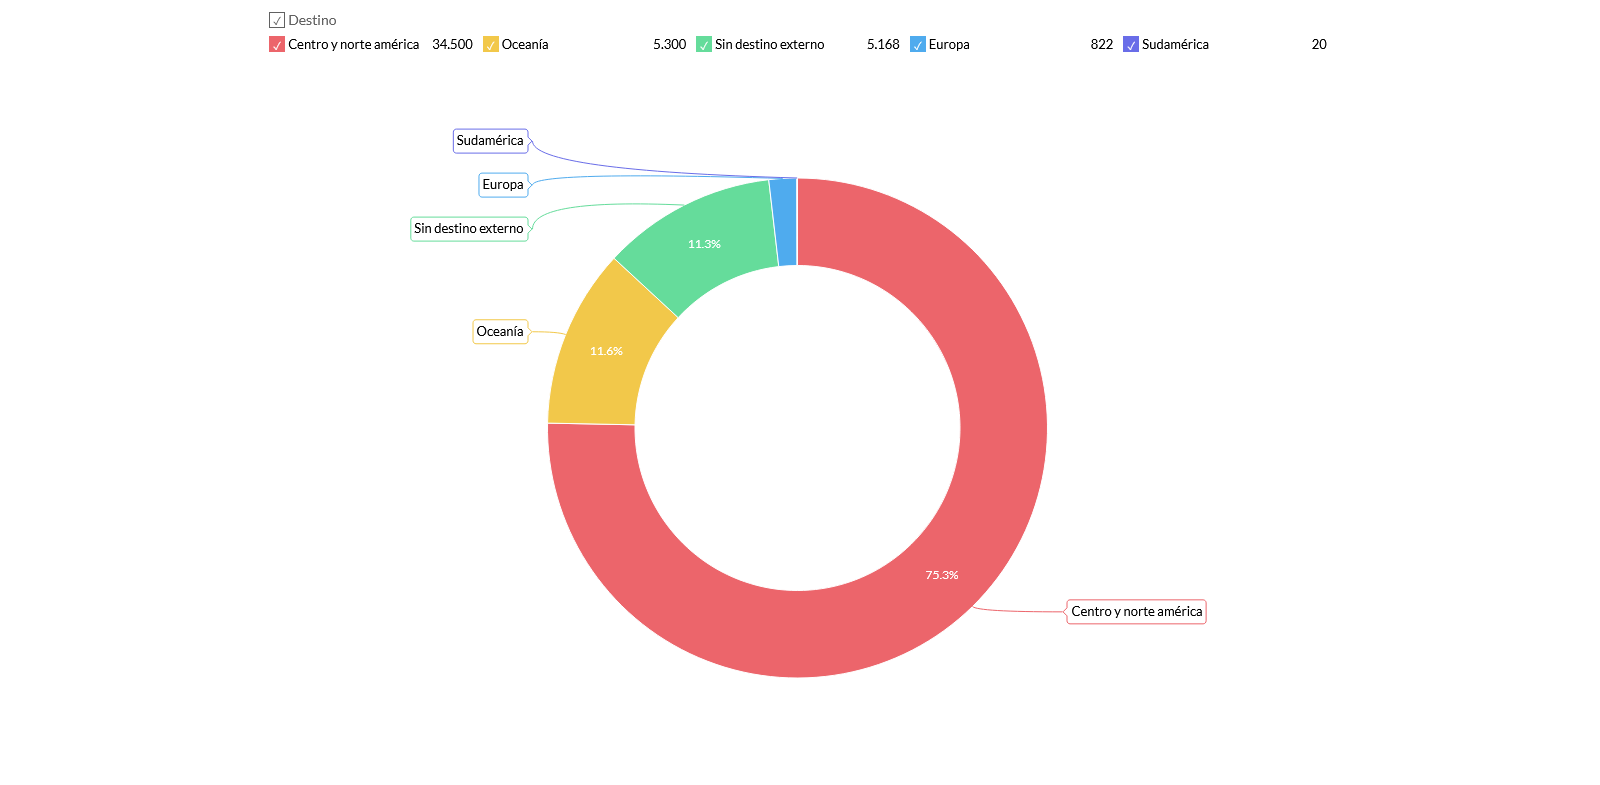 Destino
Centro y norte américa 34.500 Oceanía 5.300 Sin destino externo 5.168 Europa 822 Sudamérica 20
Sudamérica
Europa
Sin destino externo
11.3%
Oceanía
11.6%
75.3%
Centro y norte américa